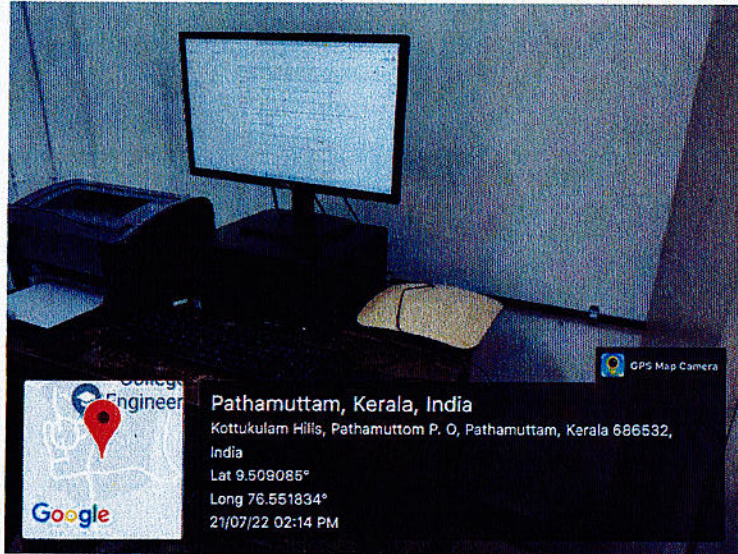 GPS Map Camera
Engineer
Google
Pathamuttam, Kerala, India
Kottukulam Hills, Pathamuttom P. O, Pathamuttam, Kerala 686532,
India
Lat 9.509085°
Long 76.551834°
21/07/22 02:14 PM